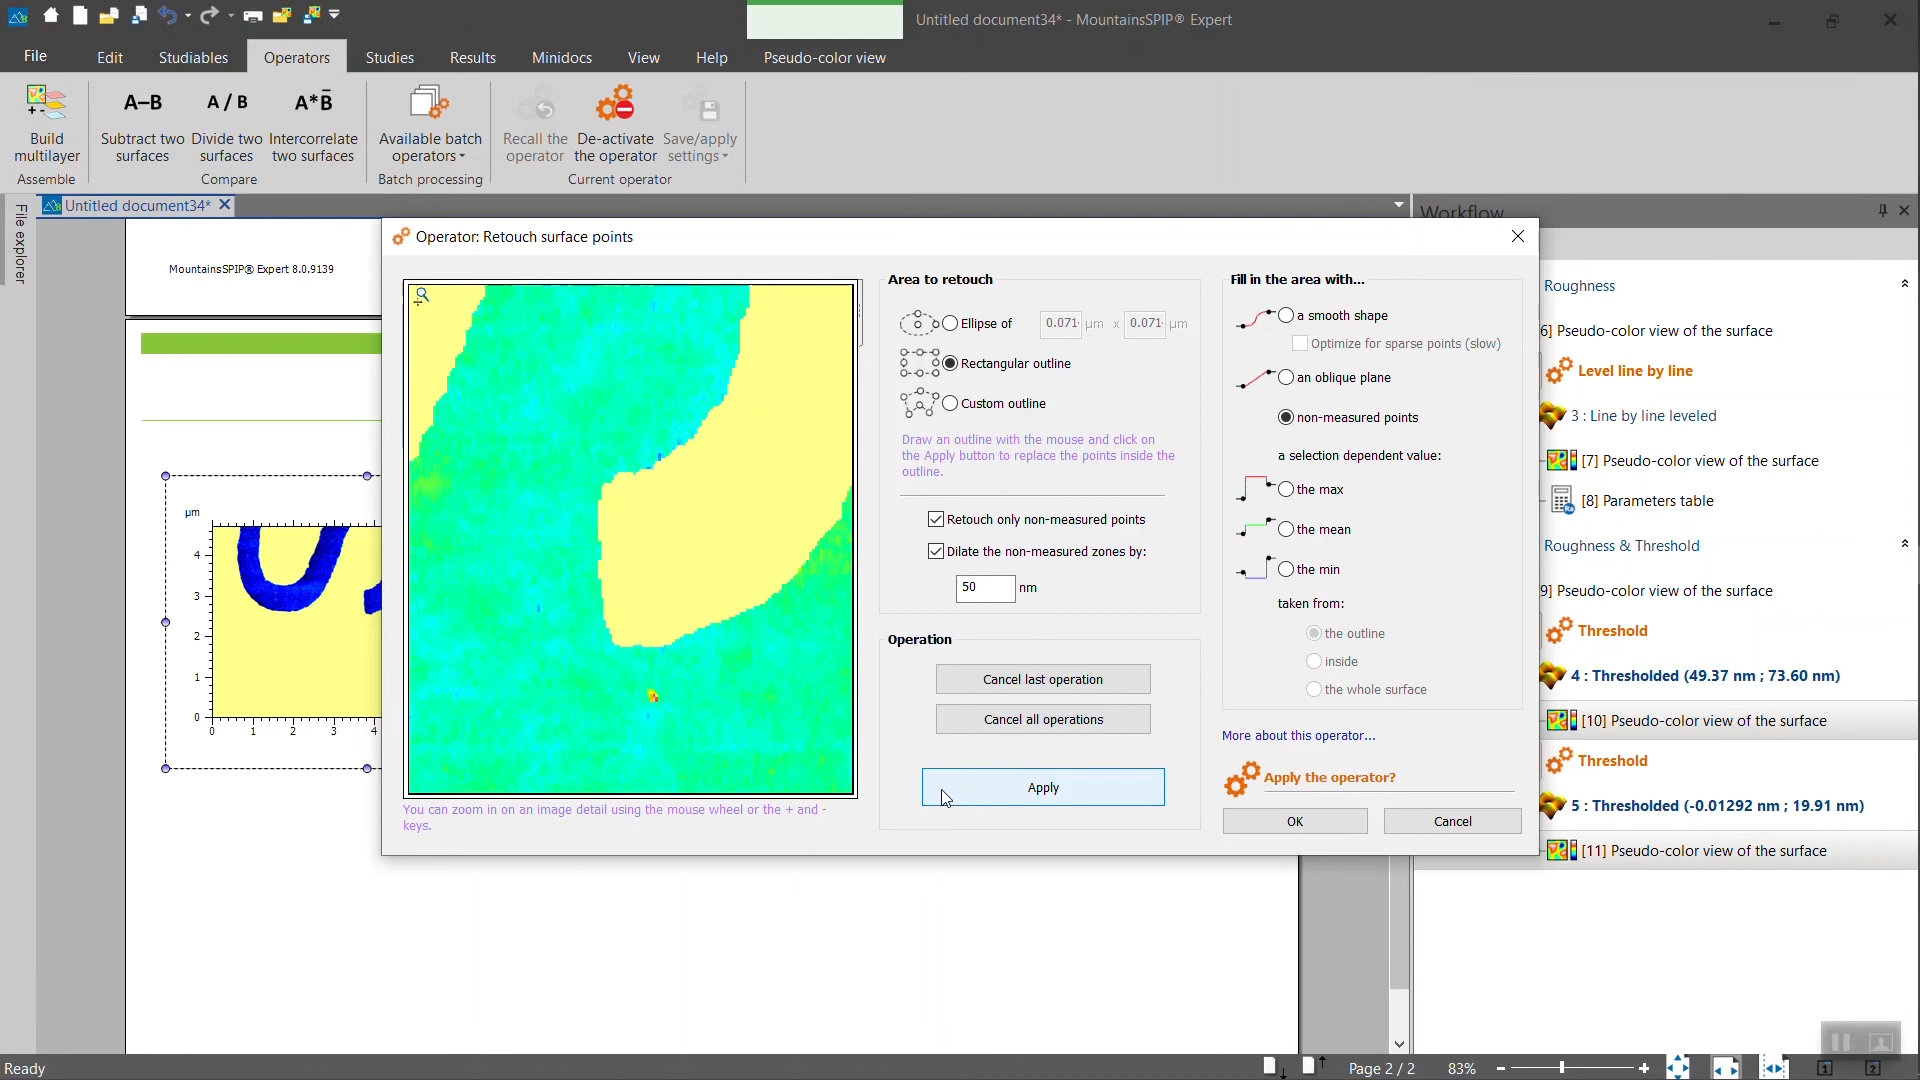 Untitled document34* - MountainsSPIP® Expert
File
Edit
Studiables
Operators
Studies
Results
Minidocs
View
Help
Pseudo-color view
Build
multilayer
A–B
Subtract two
surfaces
A / B
Divide two
surfaces
A*B̅
Intercorrelate
two surfaces
Available batch
operators
Recall the
operator
De-activate
the operator
Save/apply
settings
Assemble
Compare
Batch processing
Current operator
File explorer
Untitled document34*
Workflow
MountainsSPIP® Expert 8.0.9139
µm
4
3
2
1
0
0 1 2 3 4
Operator: Retouch surface points
You can zoom in on an image detail using the mouse wheel or the + and -
keys.
Area to retouch
Ellipse of
0.071 µm x 0.071 µm
Rectangular outline
Custom outline
Draw an outline with the mouse and click on
the Apply button to replace the points inside the
outline.
Retouch only non-measured points
Dilate the non-measured zones by:
50 nm
Operation
Cancel last operation
Cancel all operations
Apply
Fill in the area with...
a smooth shape
Optimize for sparse points (slow)
an oblique plane
non-measured points
a selection dependent value:
the max
the mean
the min
taken from:
the outline
inside
the whole surface
More about this operator...
Apply the operator?
OK
Cancel
Roughness
6] Pseudo-color view of the surface
Level line by line
3 : Line by line leveled
[7] Pseudo-color view of the surface
[8] Parameters table
Roughness & Threshold
9] Pseudo-color view of the surface
Threshold
4 : Thresholded (49.37 nm ; 73.60 nm)
[10] Pseudo-color view of the surface
Threshold
5 : Thresholded (-0.01292 nm ; 19.91 nm)
[11] Pseudo-color view of the surface
Ready
Page 2 / 2
83%
1
2